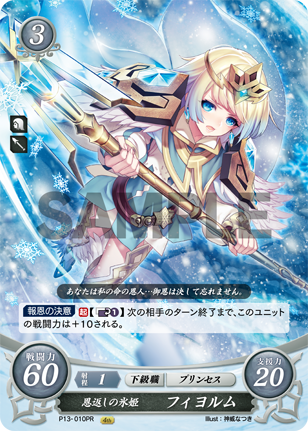 3
SAMPLE
あなたは私の命の恩人…御恩は決して忘れません。
報恩の決意 起【1】次の相手のターン終了まで、このユニット
の戦闘力は+10される。
戦闘力
60
射程 1 下級職 プリンセス
支援力
20
恩返しの氷姫 フィヨルム
P13-010PR 4th Illust.:神威なつき